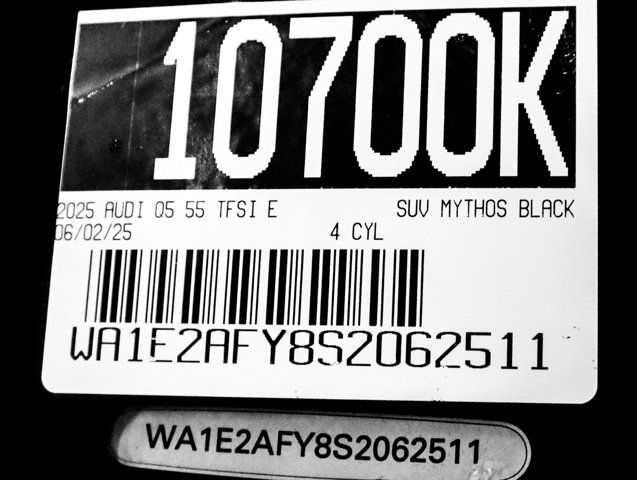 10700K
2025 AUDI Q5 55 TFSI E SUV MYTHOS BLACK
06/02/25 4 CYL
WA1E2AFY8S2062511
WA1E2AFY8S2062511